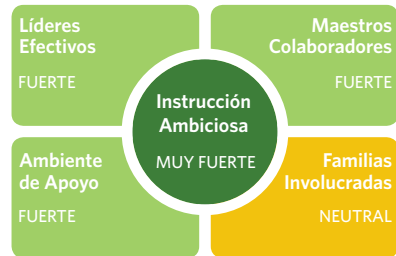 Líderes
Efectivos
FUERTE
Maestros
Colaboradores
FUERTE
Instrucción
Ambiciosa
MUY FUERTE
Ambiente
de Apoyo
FUERTE
Familias
Involucradas
NEUTRAL